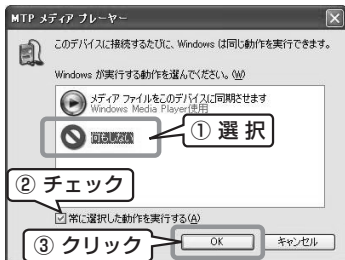 MTP メディア プレーヤー
このデバイスに接続するたびに、Windows は同じ動作を実行できます。
Windows が実行する動作を選んでください。(W)
メディア ファイルをこのデバイスに同期させます
Windows Media Player使用
何もしない
① 選 択
② チェック
常に選択した動作を実行する(A)
③ クリック
OK
キャンセル